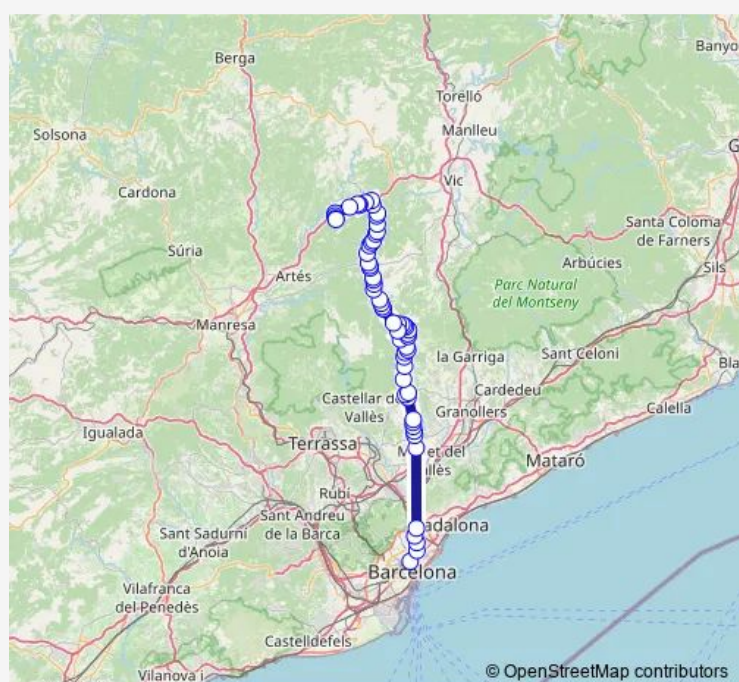 Berga
Banyo
Torelló
Solsona
Manlleu
G
Cardona
Vic
Santa Coloma
de Farners
Súria
Arbúcies
Sils
Artés
Parc Natural
del Montseny
Manresa
la Garriga
Sant Celoni
Bla
Castellar d
Vallès
Cardedeu
Granollers
Calella
Igualada
Terrassa
M
et del
Mataró
allès
Rubí
Sant Andreu
de la Barca
adalona
Sant Sadurní
d'Anoia
Barcelona
Vilafranca
del Penedès
Castelldefels
Vilanova i
© OpenStreetMap contributors